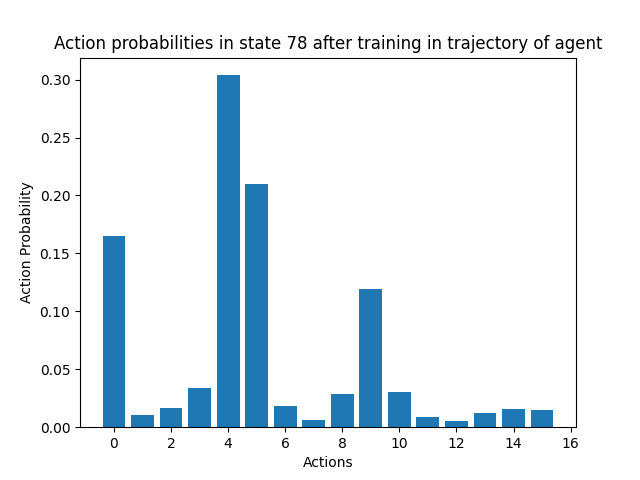 Action probabilities in state 78 after training in trajectory of agent
0.30
0.25
0.20
0.15
0.10
0.05
0.00
Action Probability
0 2 4 6 8 10 12 14 16
Actions